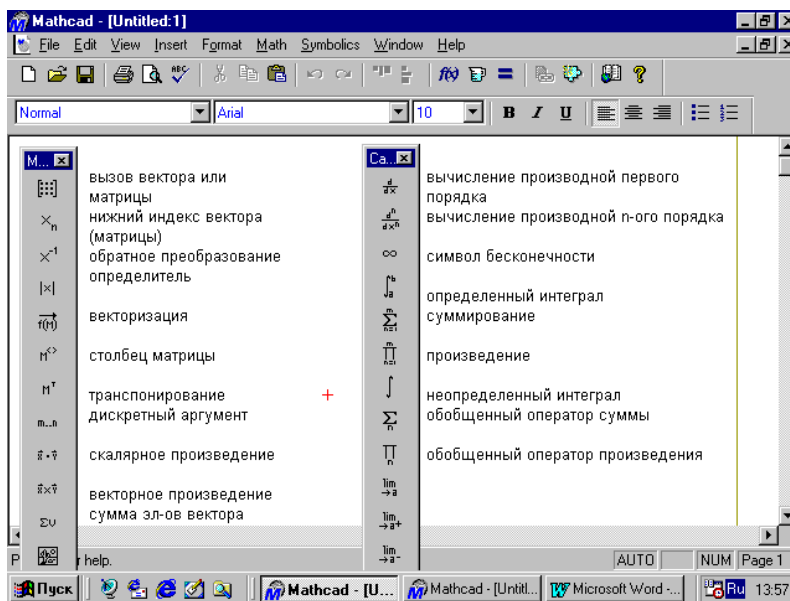 Mathcad - [Untitled:1]
File Edit View Insert Format Math Symbolics Window Help
Normal Arial 10 B I U
M...
вызов вектора или
матрицы
нижний индекс вектора
(матрицы)
обратное преобразование
определитель
векторизация
столбец матрицы
транспонирование
дискретный аргумент
скалярное произведение
векторное произведение
сумма эл-ов вектора
Ca...
вычисление производной первого
порядка
вычисление производной n-ого порядка
символ бесконечности
определенный интеграл
суммирование
произведение
неопределенный интеграл
обобщенный оператор суммы
обобщенный оператор произведения
P r help. AUTO NUM Page 1
Пуск Mathcad - [U... Mathcad - [Untitl... Microsoft Word -... Ru 13:57